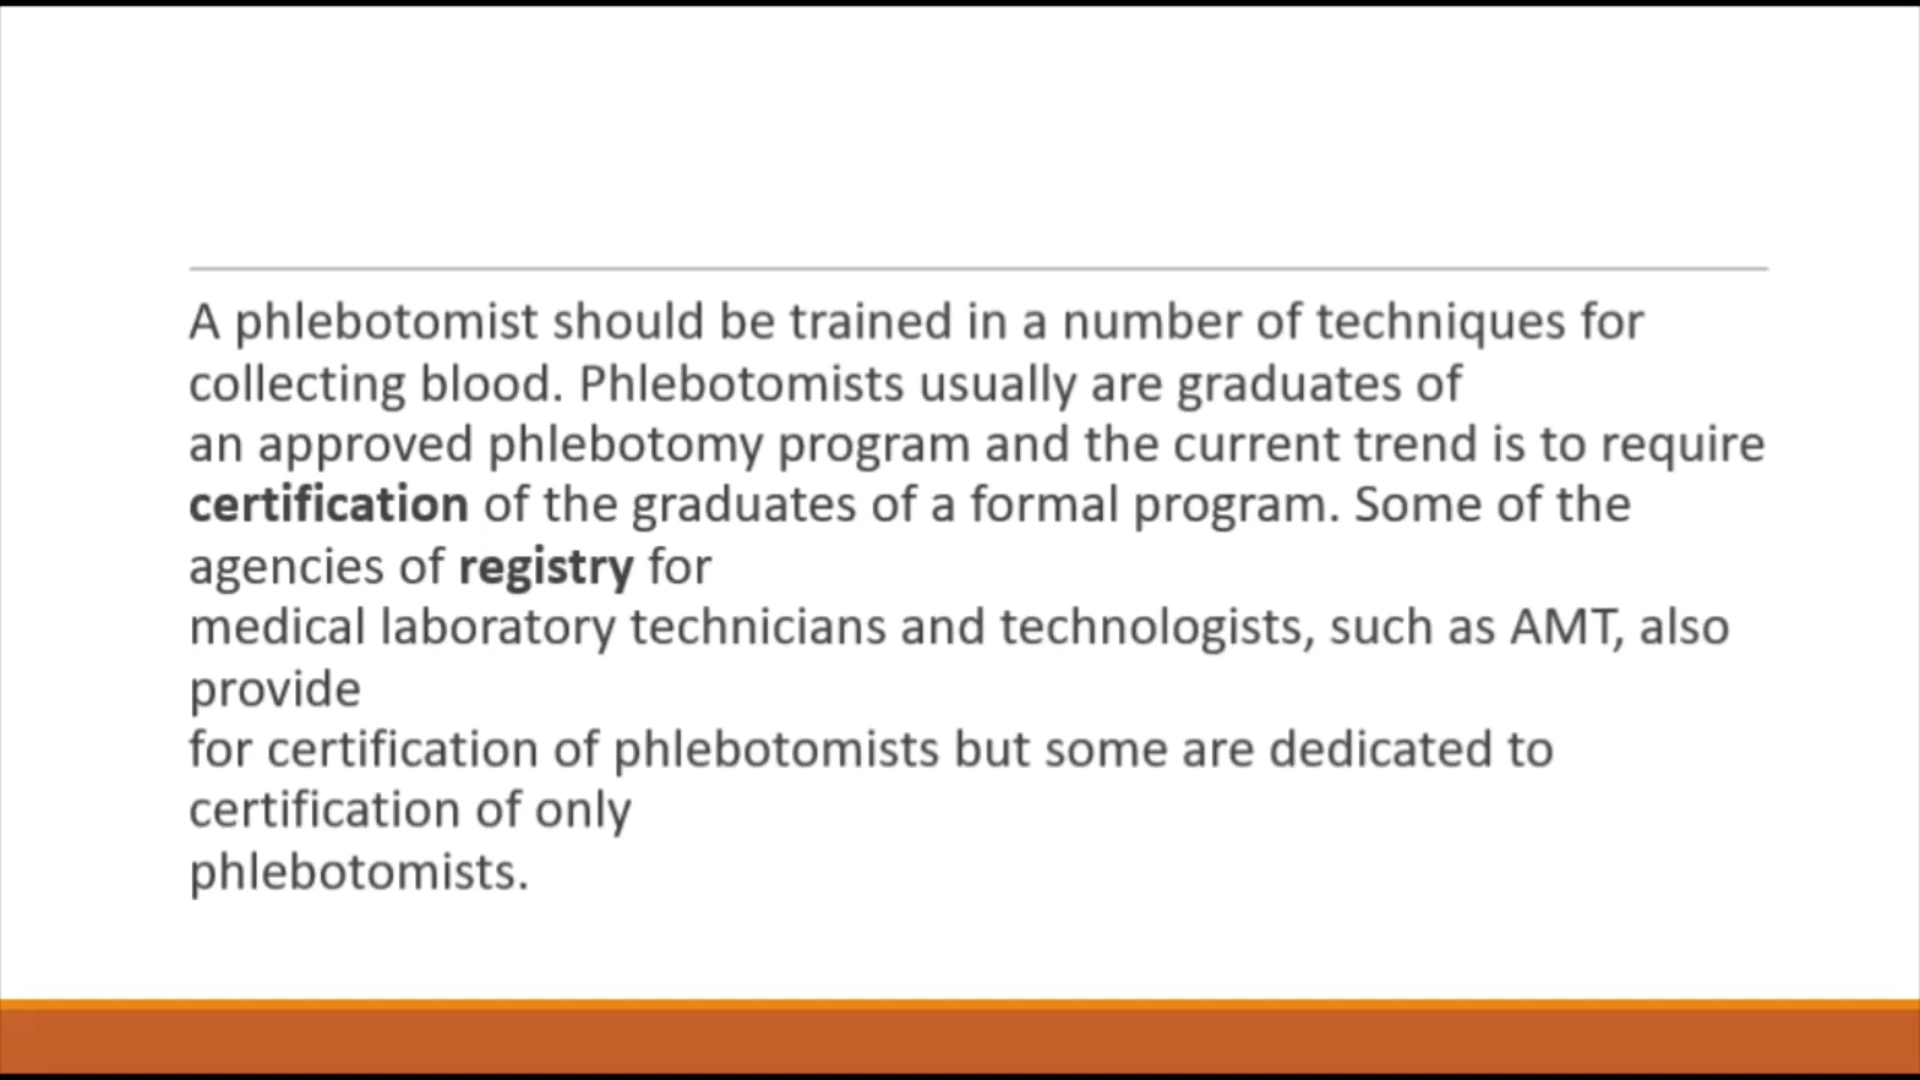 A phlebotomist should be trained in a number of techniques for
collecting blood. Phlebotomists usually are graduates of
an approved phlebotomy program and the current trend is to require
certification of the graduates of a formal program. Some of the
agencies of registry for
medical laboratory technicians and technologists, such as AMT, also
provide
for certification of phlebotomists but some are dedicated to
certification of only
phlebotomists.